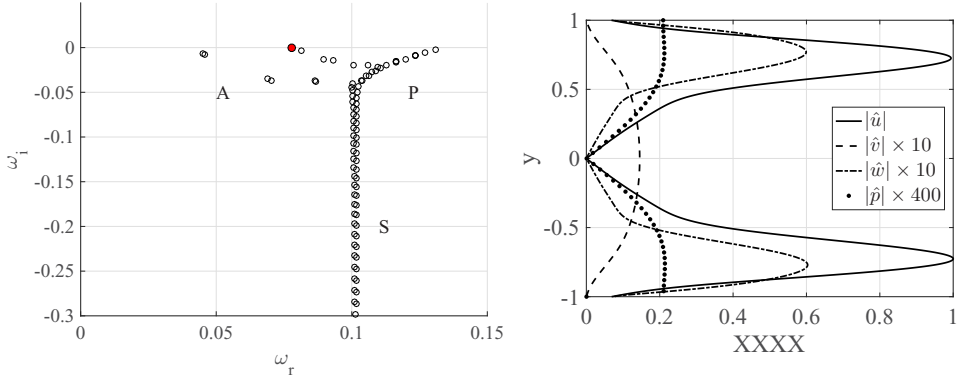 0
-0.05
-0.1
-0.15
-0.2
-0.25
-0.3
ω_i
A
P
S
0
0.05
0.1
0.15
ω_r
1
0.5
0
-0.5
-1
y
|û|
|v̂| × 10
|ŵ| × 10
|p̂| × 400
0
0.2
0.4
0.6
0.8
1
XXXX